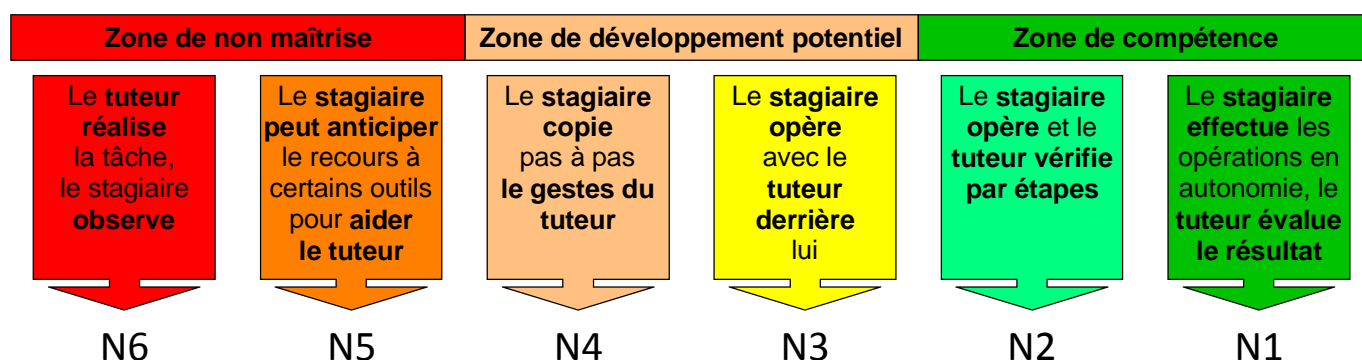 Zone de non maîtrise
Zone de développement potentiel
Zone de compétence
Le tuteur
réalise
la tâche,
le stagiaire
observe
Le stagiaire
peut anticiper
le recours à
certains outils
pour aider
le tuteur
Le stagiaire
copie
pas à pas
le gestes du
tuteur
Le stagiaire
opère
avec le
tuteur
derrière
lui
Le stagiaire
opère et le
tuteur vérifie
par étapes
Le stagiaire
effectue les
opérations en
autonomie, le
tuteur évalue
le résultat
N6
N5
N4
N3
N2
N1